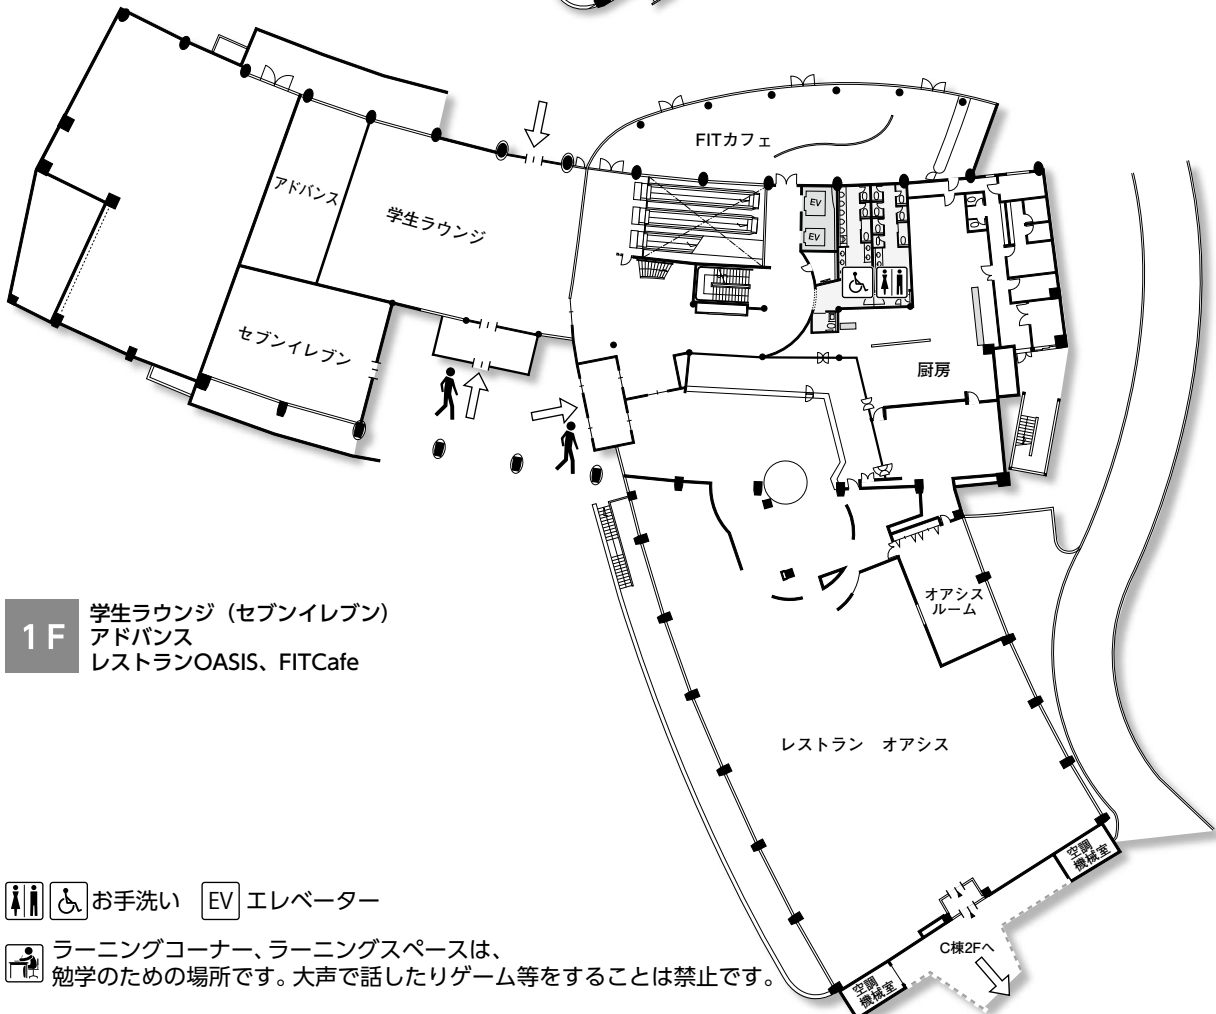 FITカフェ
アドバンス
学生ラウンジ
EV
EV
セブンイレブン
厨房
1F
学生ラウンジ（セブンイレブン）
アドバンス
レストランOASIS、FITCafe
オアシス
ルーム
レストラン　オアシス
空調
機械室
C棟2Fへ
空調
機械室
お手洗い　EV エレベーター
ラーニングコーナー、ラーニングスペースは、
勉学のための場所です。大声で話したりゲーム等をすることは禁止です。